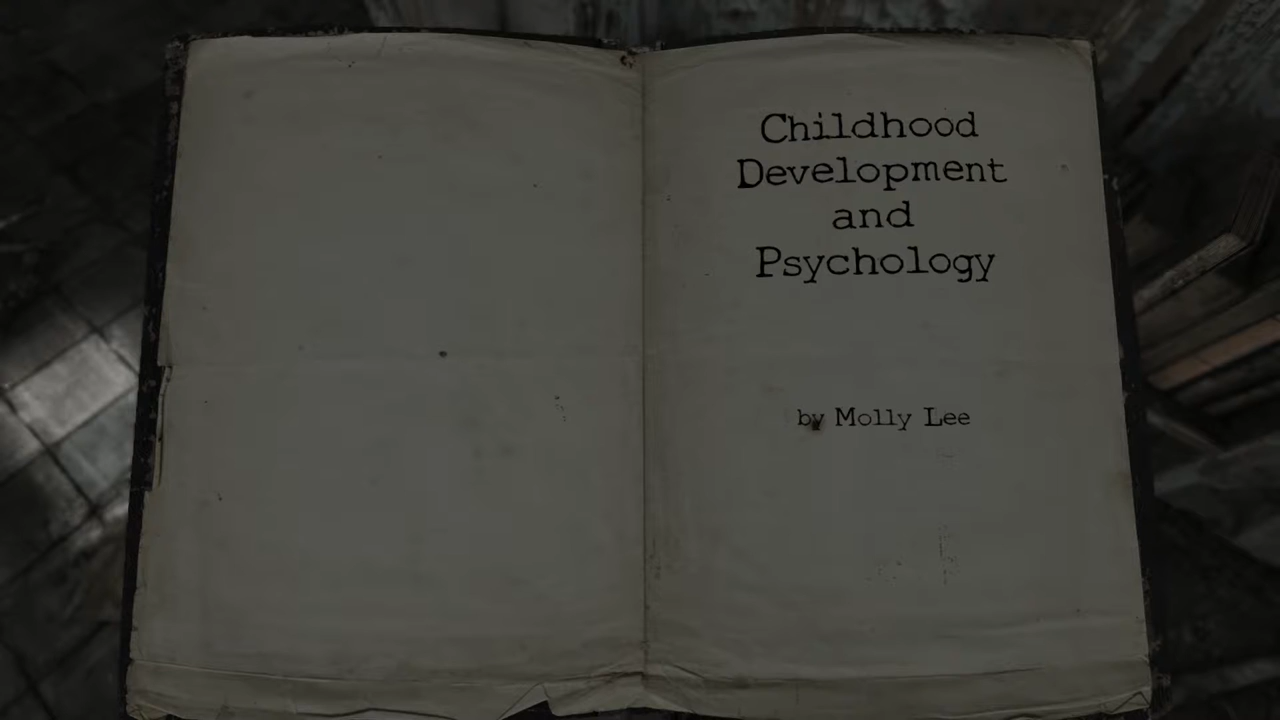 Childhood
Development
and
Psychology
by Molly Lee